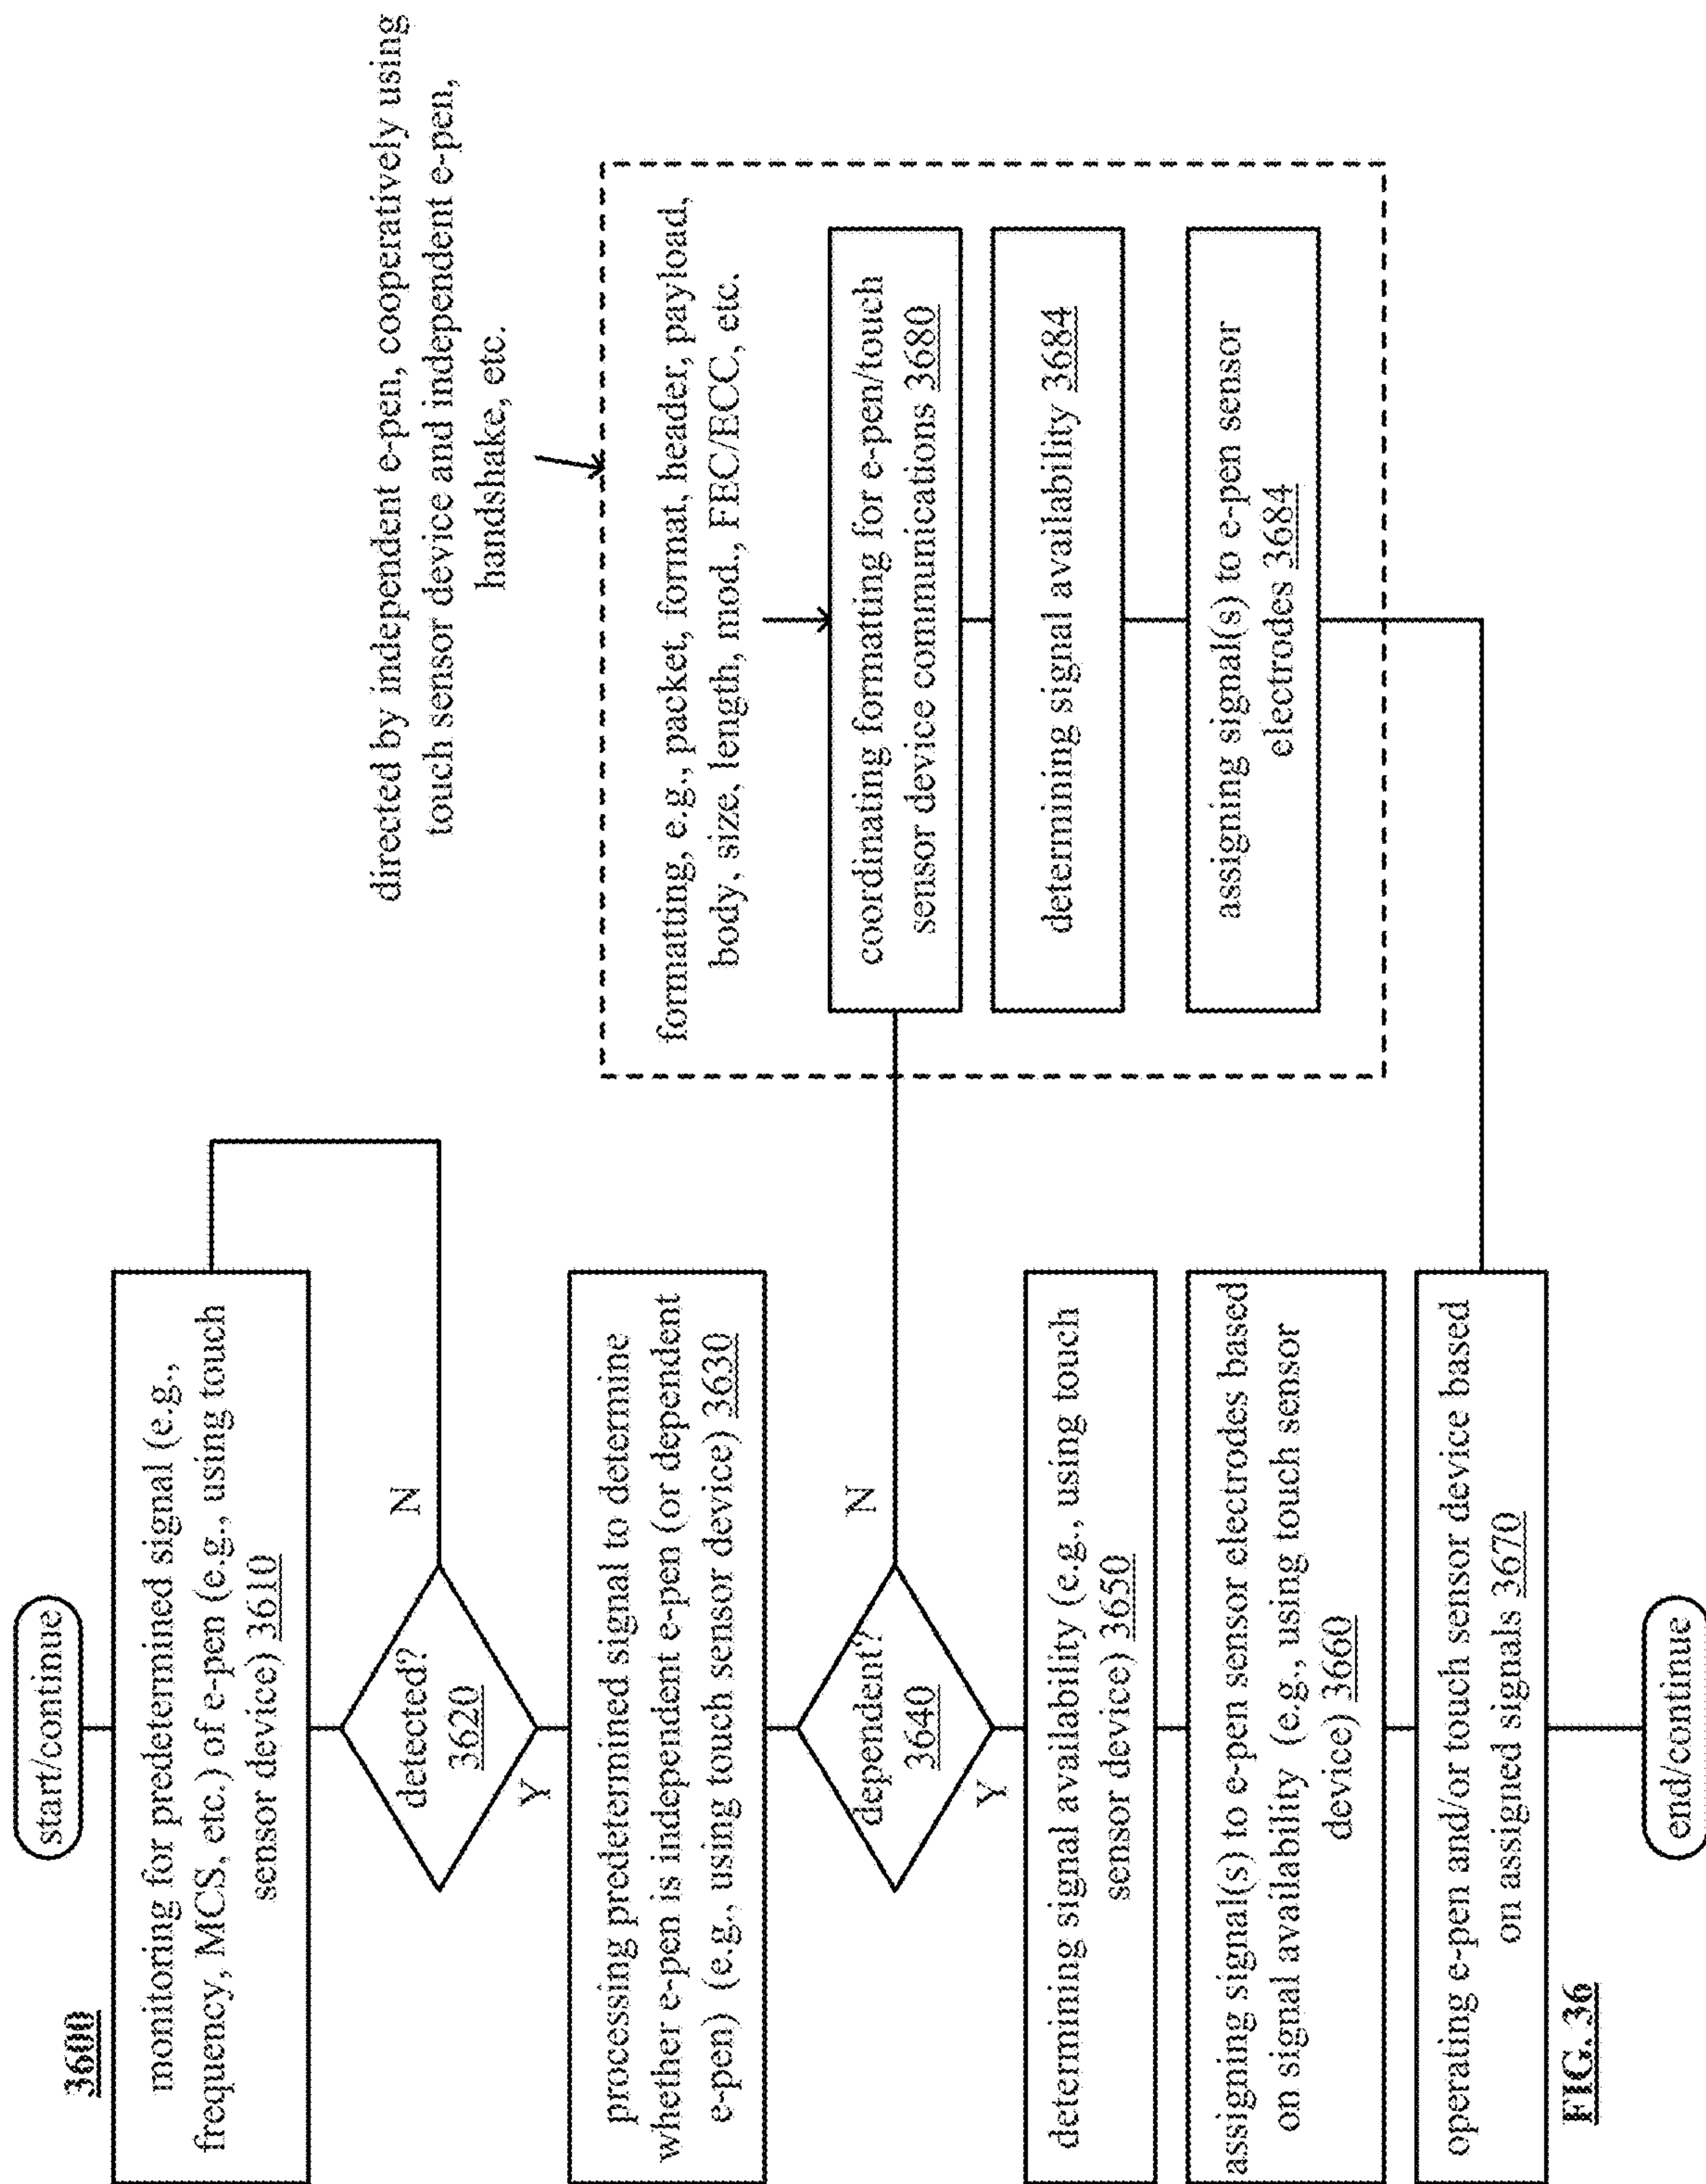 3600
start/continue
monitoring for predetermined signal (e.g.,
frequency, MCS, etc.) of e-pen (e.g., using touch
sensor device) 3610
detected?
3620
N
Y
processing predetermined signal to determine
whether e-pen is independent e-pen (or dependent
e-pen) (e.g., using touch sensor device) 3630
dependent?
3640
N
Y
determining signal availability (e.g., using touch
sensor device) 3650
assigning signal(s) to e-pen sensor electrodes based
on signal availability (e.g., using touch sensor
device) 3660
operating e-pen and/or touch sensor device based
on assigned signals 3670
end/continue
directed by independent e-pen, cooperatively using
touch sensor device and independent e-pen,
handshake, etc.
formatting, e.g., packet, format, header, payload,
body, size, length, mod., FEC/ECC, etc.
coordinating formatting for e-pen/touch
sensor device communications 3680
determining signal availability 3684
assigning signal(s) to e-pen sensor
electrodes 3684
FIG. 36